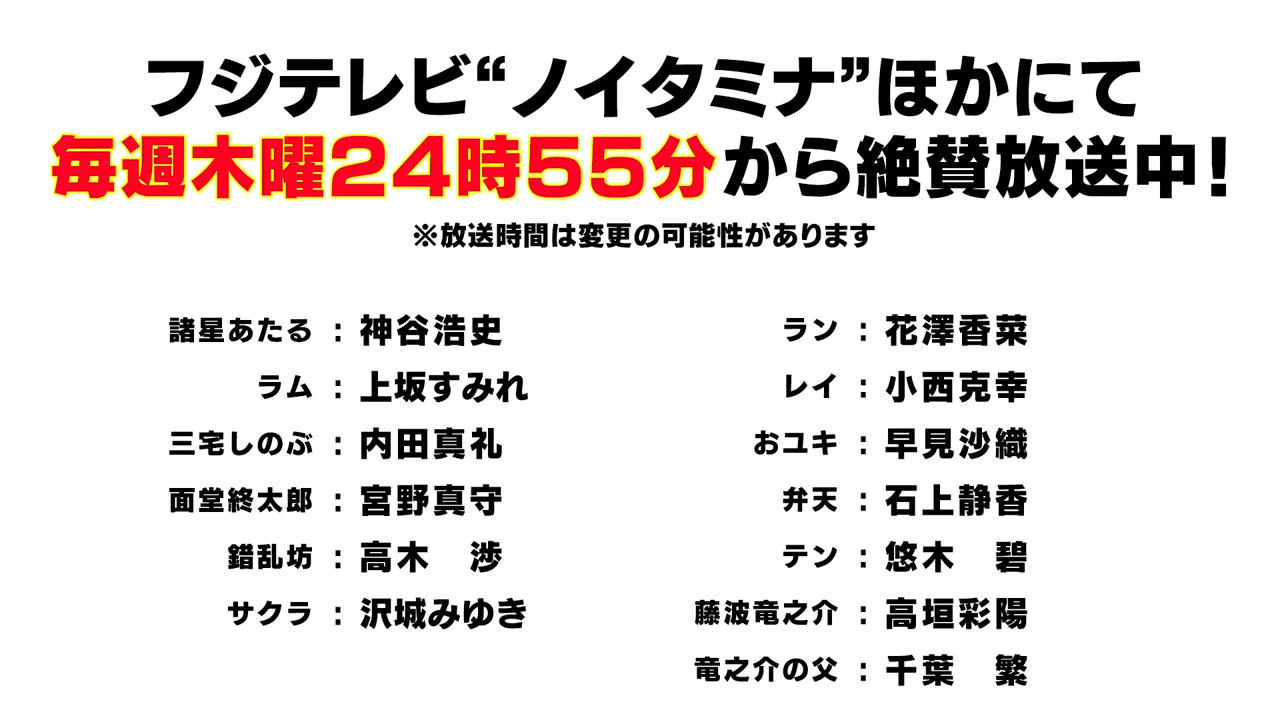 フジテレビ“ノイタミナ”ほかにて
毎週木曜24時55分から絶賛放送中!
※放送時間は変更の可能性があります
諸星あたる : 神谷浩史
ラム : 上坂すみれ
三宅しのぶ : 内田真礼
面堂終太郎 : 宮野真守
錯乱坊 : 高木　渉
サクラ : 沢城みゆき
ラン : 花澤香菜
レイ : 小西克幸
おユキ : 早見沙織
弁天 : 石上静香
テン : 悠木　碧
藤波竜之介 : 高垣彩陽
竜之介の父 : 千葉　繁